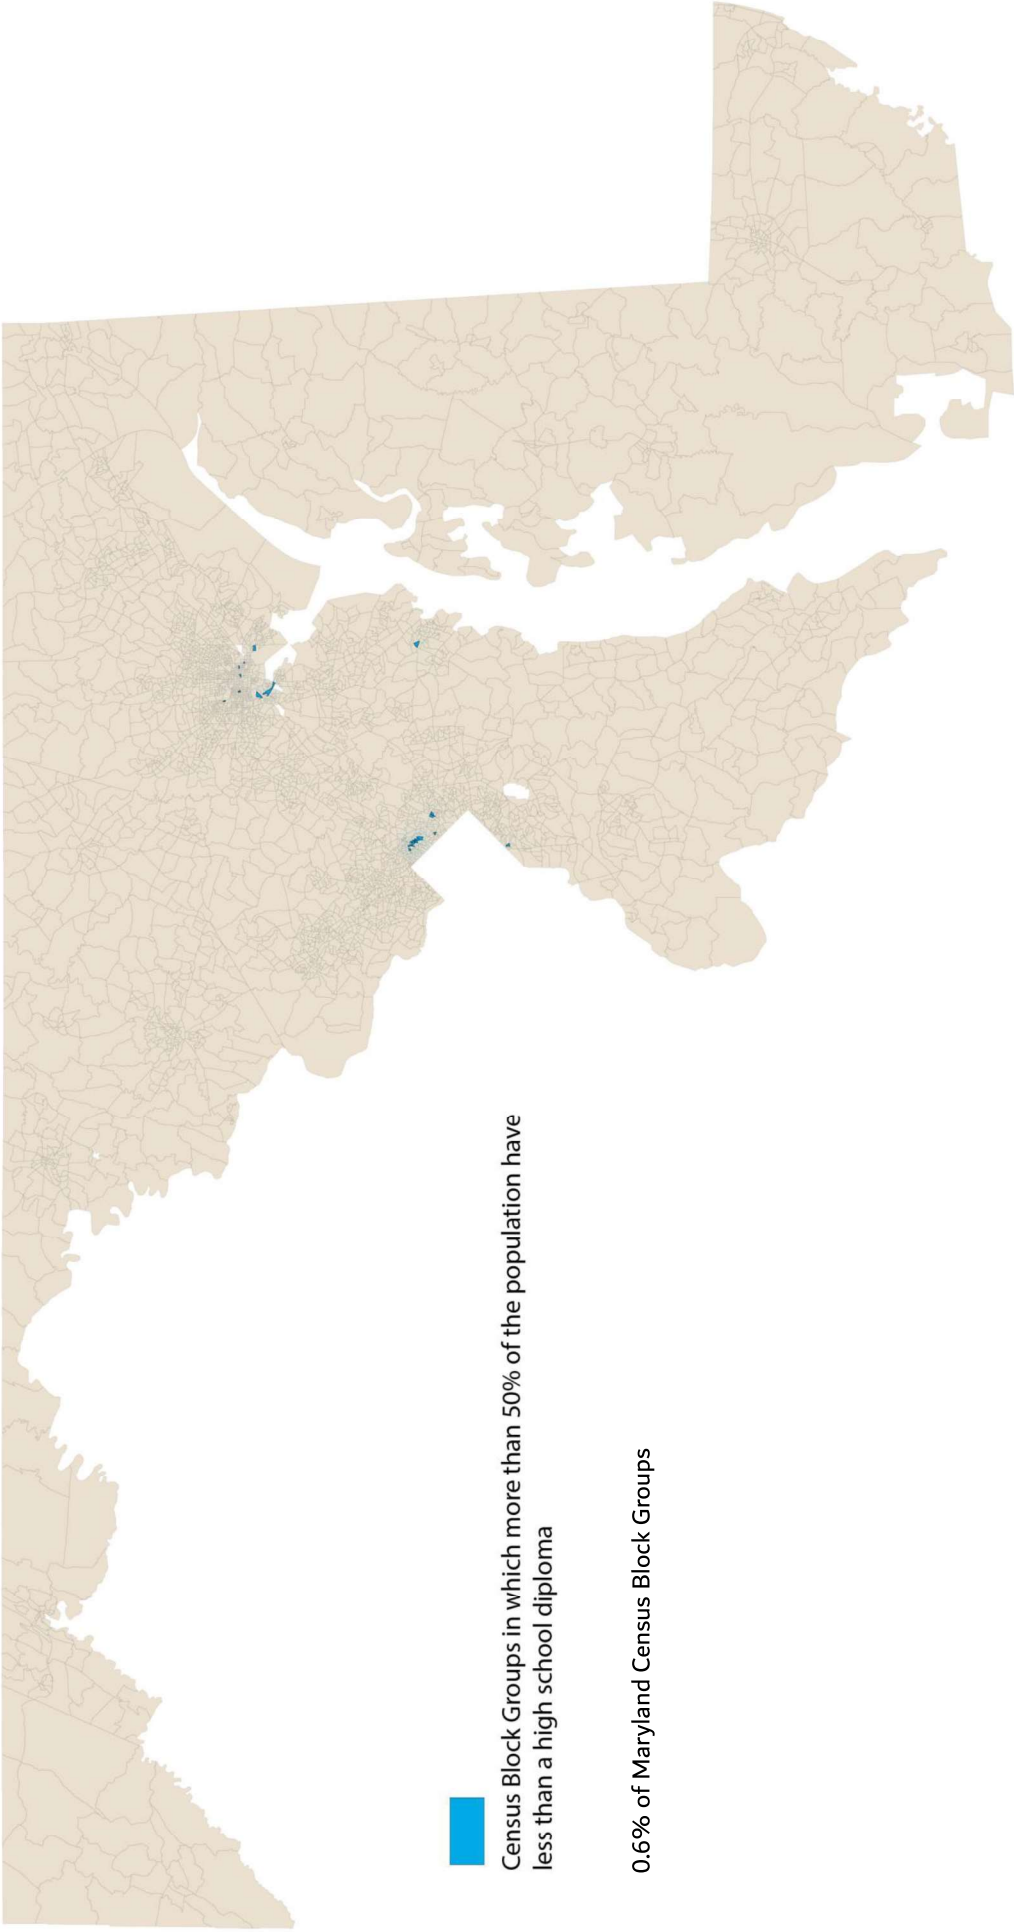 Census Block Groups in which more than 50% of the population have
less than a high school diploma
0.6% of Maryland Census Block Groups